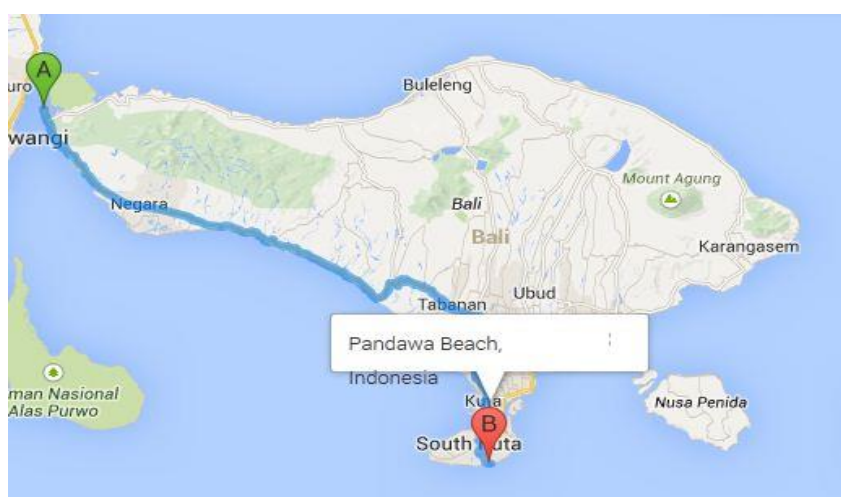 A
uro
wangi
Buleleng
Mount Agung
Negara
Bali
Bali
Karangasem
Ubud
Tabanan
Pandawa Beach,
Indonesia
man Nasional
Alas Purwo
Kuta
Nusa Penida
B
South Kuta